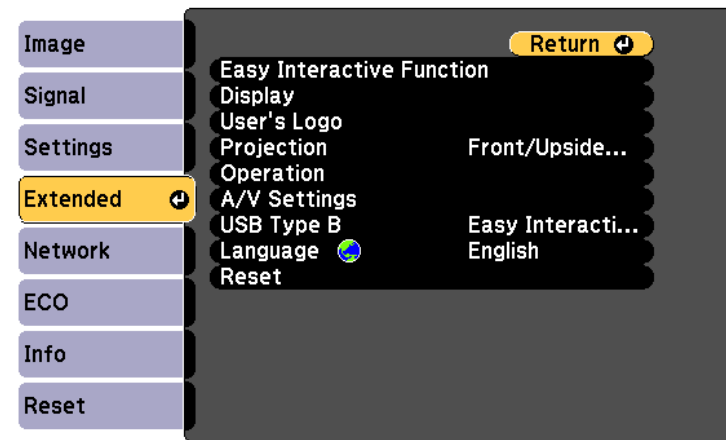 Image
Signal
Settings
Extended
Network
ECO
Info
Reset
Return
Easy Interactive Function
Display
User's Logo
Projection Front/Upside...
Operation
A/V Settings
USB Type B Easy Interacti...
Language English
Reset